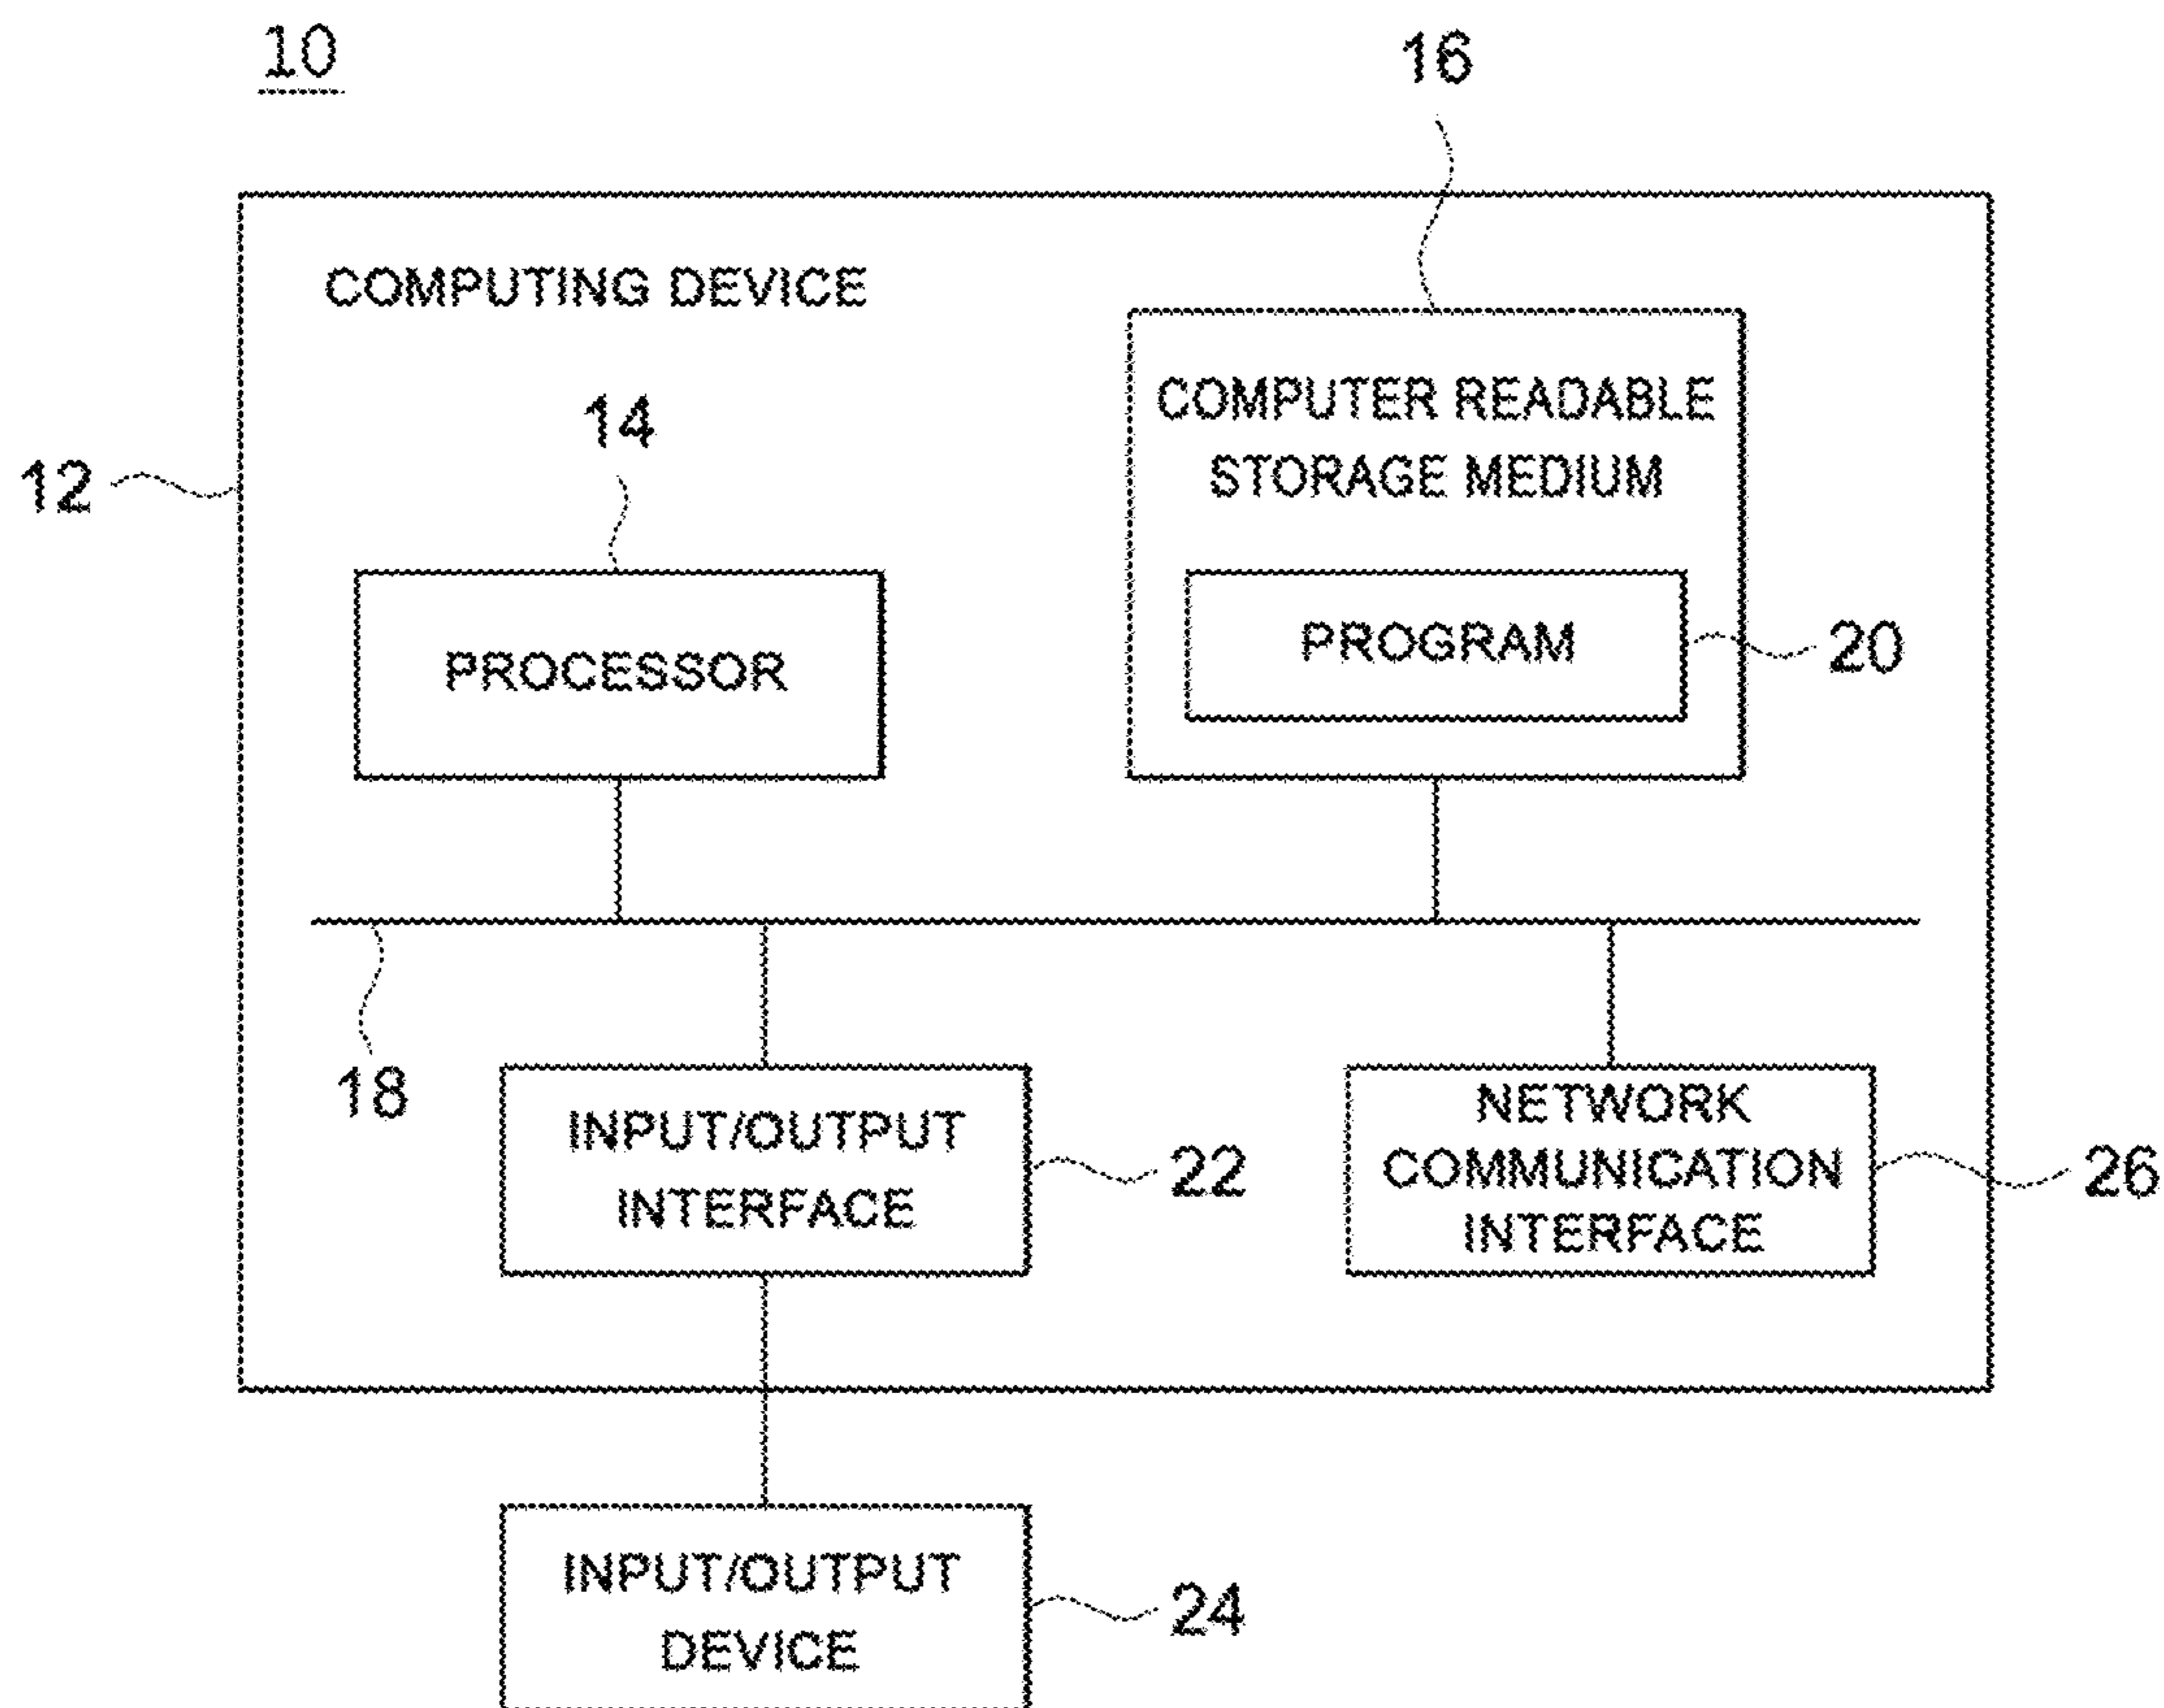 10
16
COMPUTING DEVICE
14
COMPUTER READABLE
STORAGE MEDIUM
12
PROCESSOR
PROGRAM
20
18
INPUT/OUTPUT
INTERFACE
22
NETWORK
COMMUNICATION
INTERFACE
26
INPUT/OUTPUT
DEVICE
24